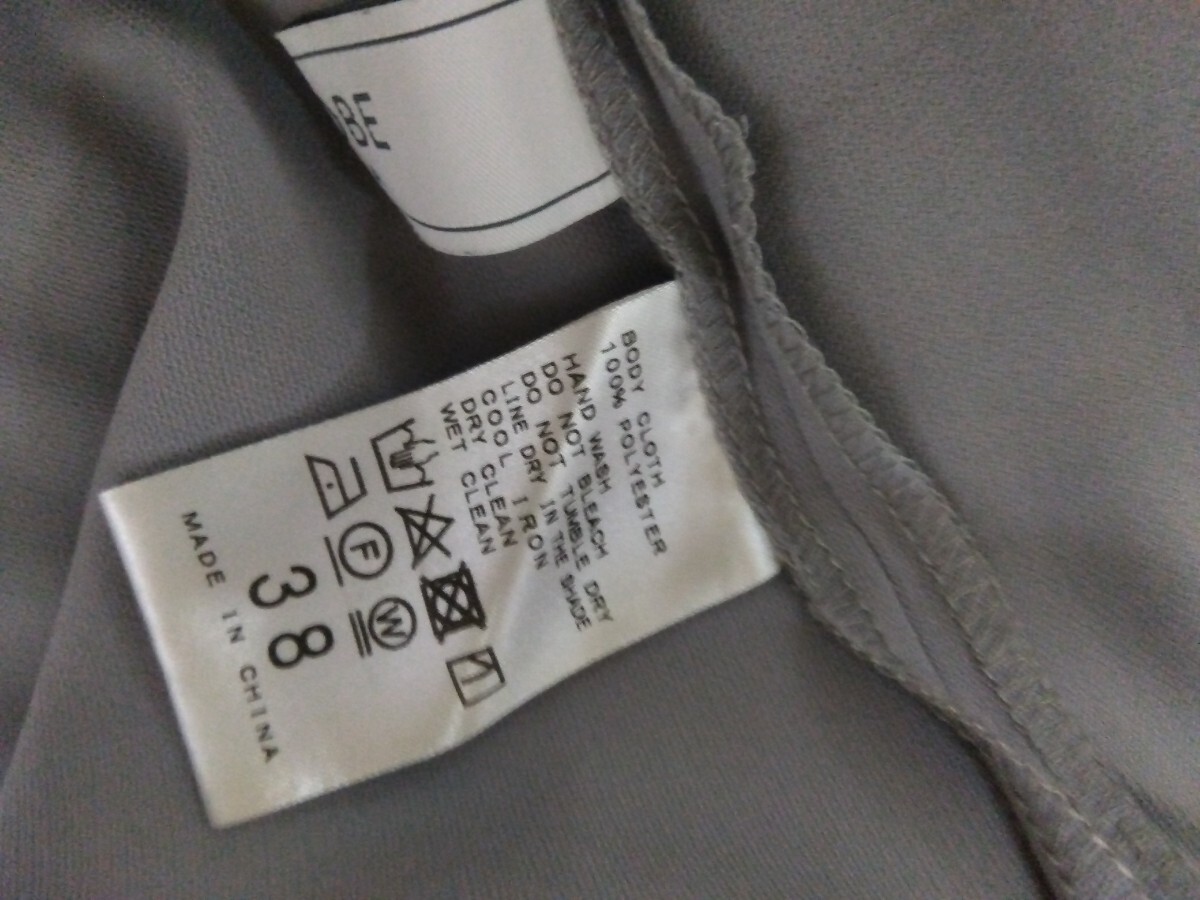 BODY CLOTH
100% POLYESTER
HAND WASH
DO NOT BLEACH
DO NOT TUMBLE DRY
LINE DRY IN THE SHADE
COOL IRON
DRY CLEAN
WET CLEAN
F
W
38
MADE IN CHINA